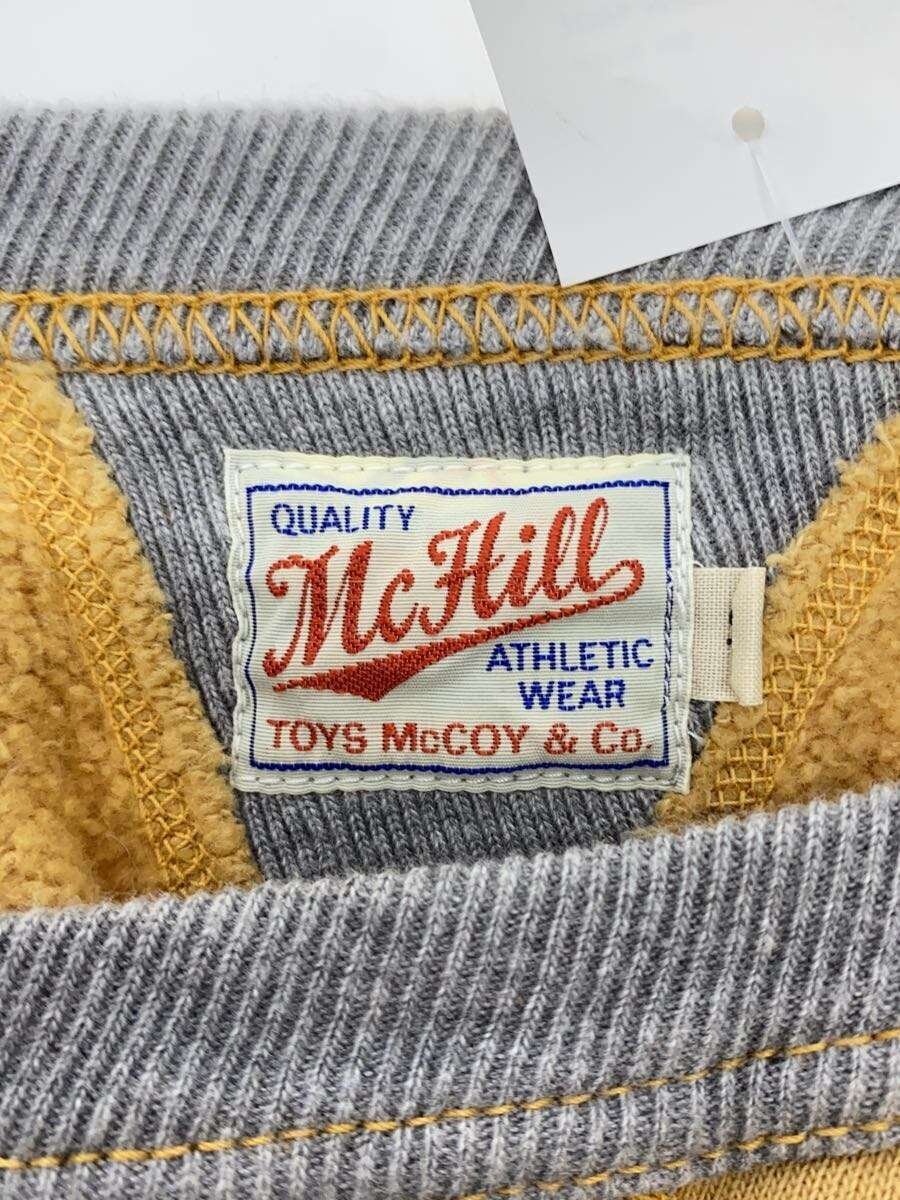 QUALITY
McHill
ATHLETIC
WEAR
TOYS McCOY & Co.